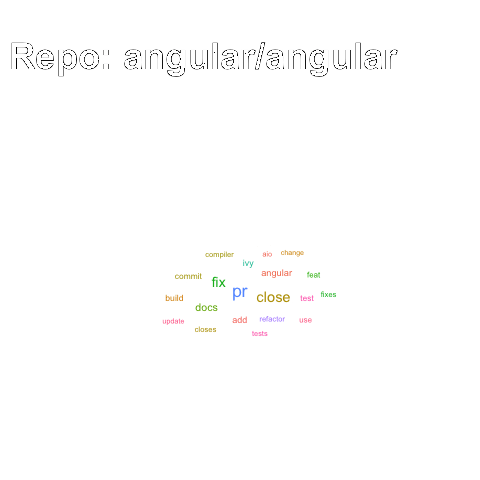 Repo: angular/angular
compiler
aio
change
ivy
commit
fix
angular
feat
build
docs
pr
close
test
fixes
update
closes
add
refactor
use
tests